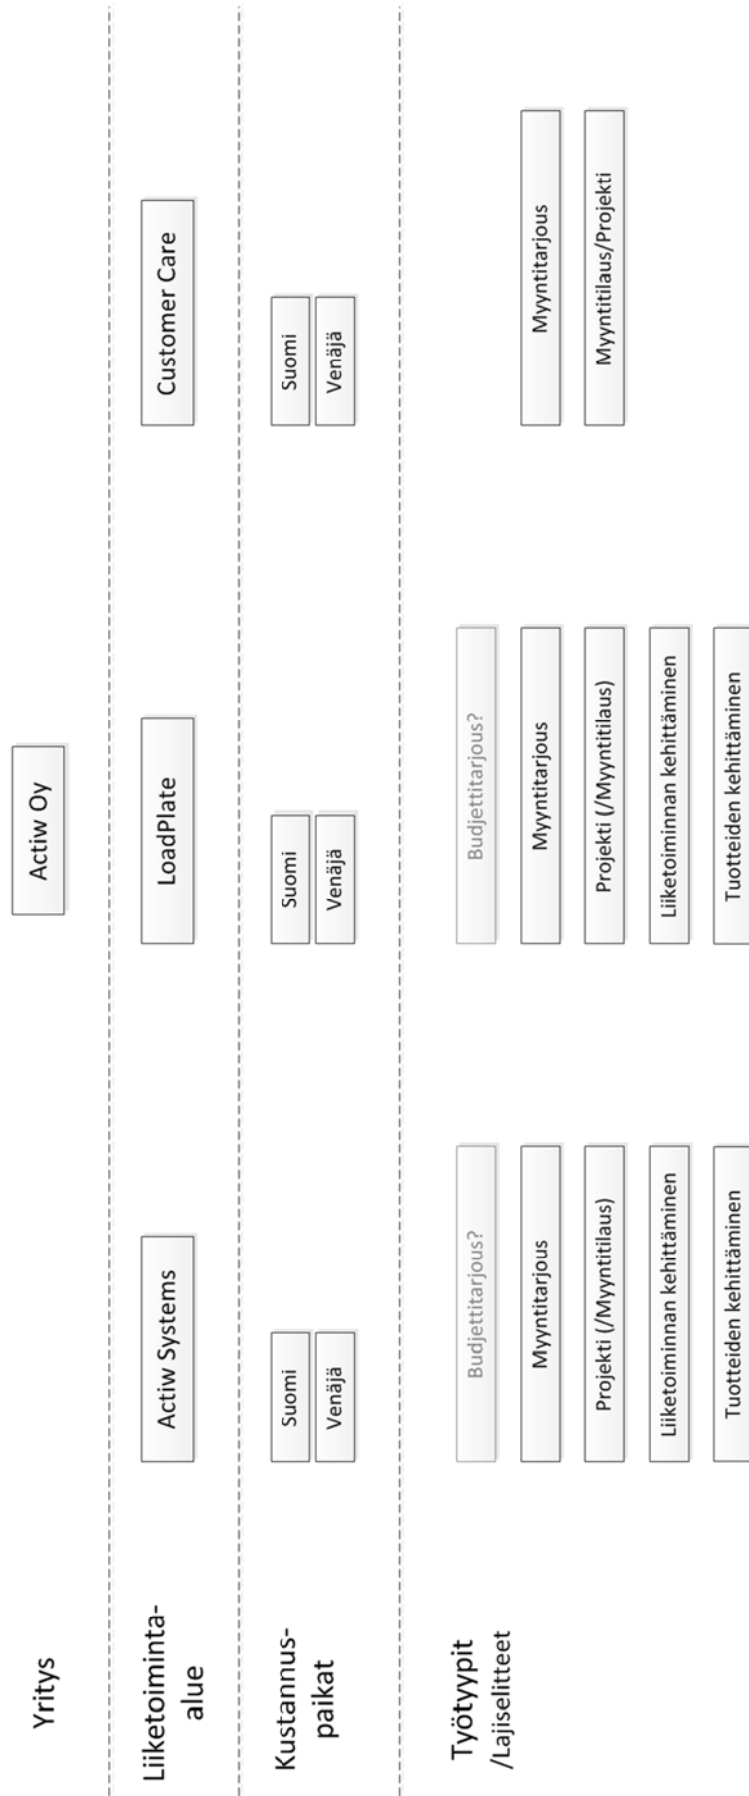 Yritys
Actiw Oy
Liiketoiminta-
alue
Actiw Systems
LoadPlate
Customer Care
Kustannus-
paikat
Suomi
Venäjä
Suomi
Venäjä
Suomi
Venäjä
Työtyypit
/Lajiselitteet
Budjettitarjous?
Myyntitarjous
Projekti (/Myyntitilaus)
Liiketoiminnan kehittäminen
Tuotteiden kehittäminen
Budjettitarjous?
Myyntitarjous
Projekti (/Myyntitilaus)
Liiketoiminnan kehittäminen
Tuotteiden kehittäminen
Myyntitarjous
Myyntitilaus/Projekti